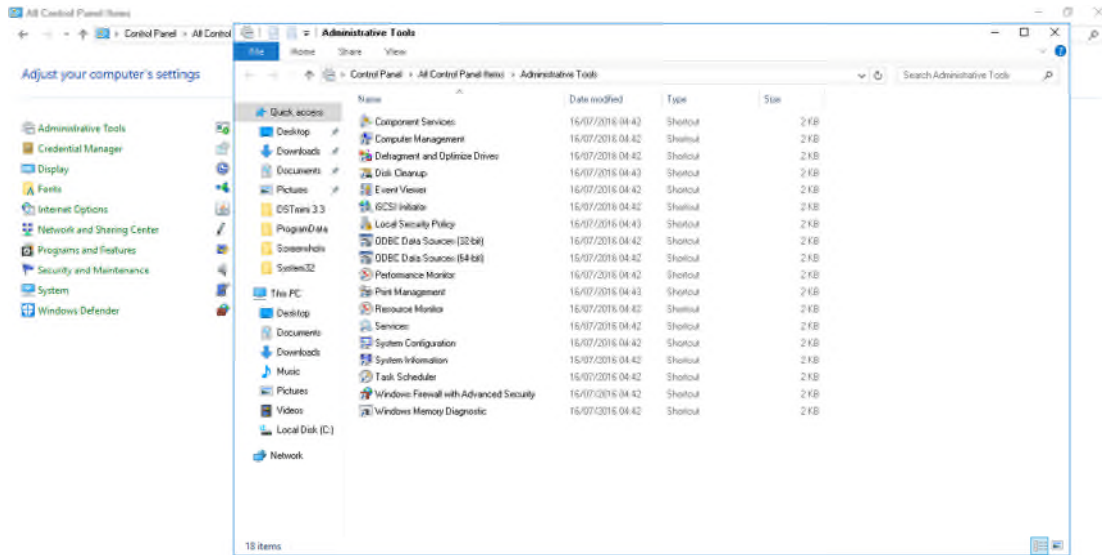 All Control Panel Items
Control Panel > All Control
Adjust your computer's settings
Administrative Tools
Credential Manager
Display
Fonts
Internet Options
Network and Sharing Center
Programs and Features
Security and Maintenance
System
Windows Defender
Administrative Tools
File Home Share View
Control Panel > All Control Panel Items > Administrative Tools
Search Administrative Tools
Quick access
Desktop
Downloads
Documents
Pictures
ProgramData
Screenshots
System32
This PC
Desktop
Documents
Downloads
Music
Pictures
Videos
Local Disk (C:)
Network
Name Date modified Type Size
Component Services 16/07/2016 04:42 Shortcut 2 KB
Computer Management 16/07/2016 04:42 Shortcut 2 KB
Defragment and Optimize Drives 16/07/2016 04:42 Shortcut 2 KB
Disk Cleanup 16/07/2016 04:43 Shortcut 2 KB
Event Viewer 16/07/2016 04:42 Shortcut 2 KB
iSCSI Initiator 16/07/2016 04:42 Shortcut 2 KB
Local Security Policy 16/07/2016 04:43 Shortcut 2 KB
ODBC Data Sources (32-bit) 16/07/2016 04:42 Shortcut 2 KB
ODBC Data Sources (64-bit) 16/07/2016 04:42 Shortcut 2 KB
Performance Monitor 16/07/2016 04:42 Shortcut 2 KB
Print Management 16/07/2016 04:43 Shortcut 2 KB
Resource Monitor 16/07/2016 04:42 Shortcut 2 KB
Services 16/07/2016 04:42 Shortcut 2 KB
System Configuration 16/07/2016 04:42 Shortcut 2 KB
System Information 16/07/2016 04:42 Shortcut 2 KB
Task Scheduler 16/07/2016 04:42 Shortcut 2 KB
Windows Firewall with Advanced Security 16/07/2016 04:42 Shortcut 2 KB
Windows Memory Diagnostic 16/07/2016 04:42 Shortcut 2 KB
18 items